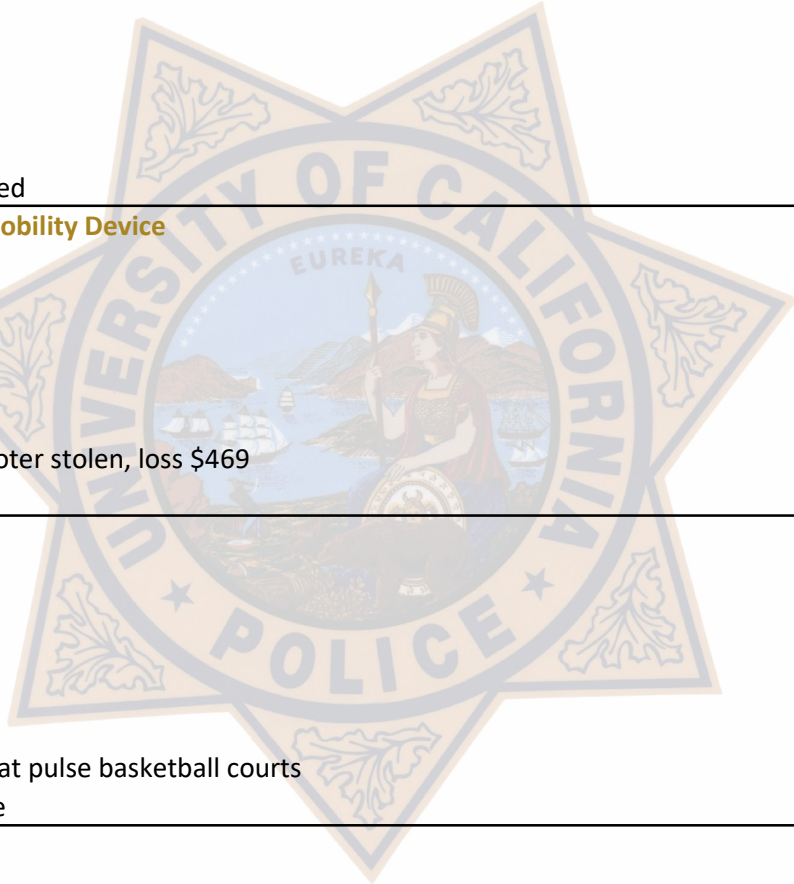 ed
obility Device
oter stolen, loss $469
at pulse basketball courts
e
UNIVERSITY OF CALIFORNIA
EUREKA
POLICE